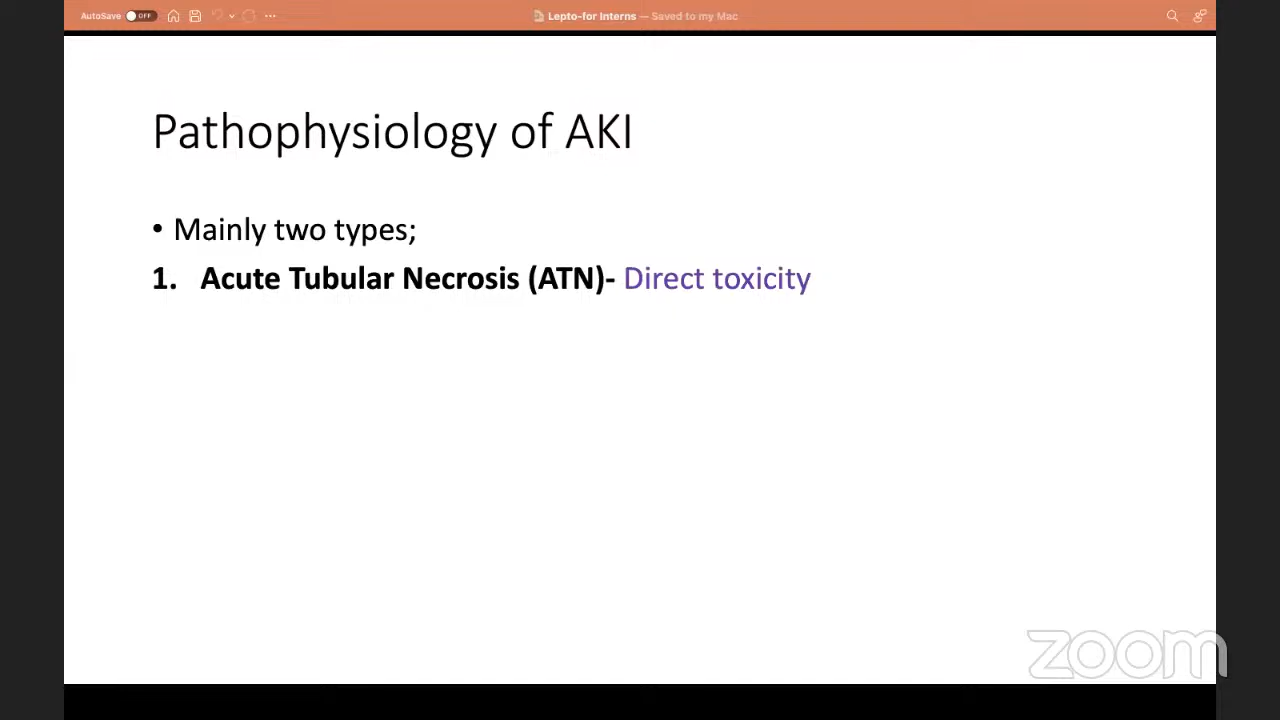 AutoSave OFF
Lepto-for Interns — Saved to my Mac
Pathophysiology of AKI
• Mainly two types;
1. Acute Tubular Necrosis (ATN)- Direct toxicity
zoom